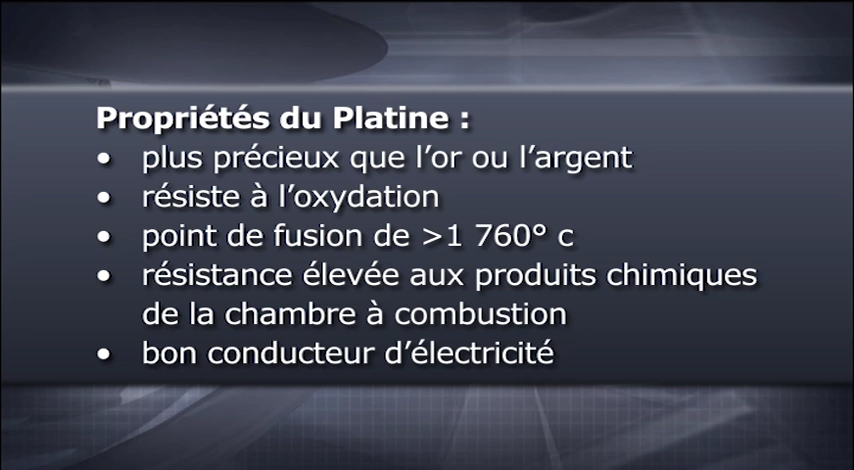 Propriétés du Platine :
• plus précieux que l’or ou l’argent
• résiste à l’oxydation
• point de fusion de >1 760° c
• résistance élevée aux produits chimiques
de la chambre à combustion
• bon conducteur d’électricité